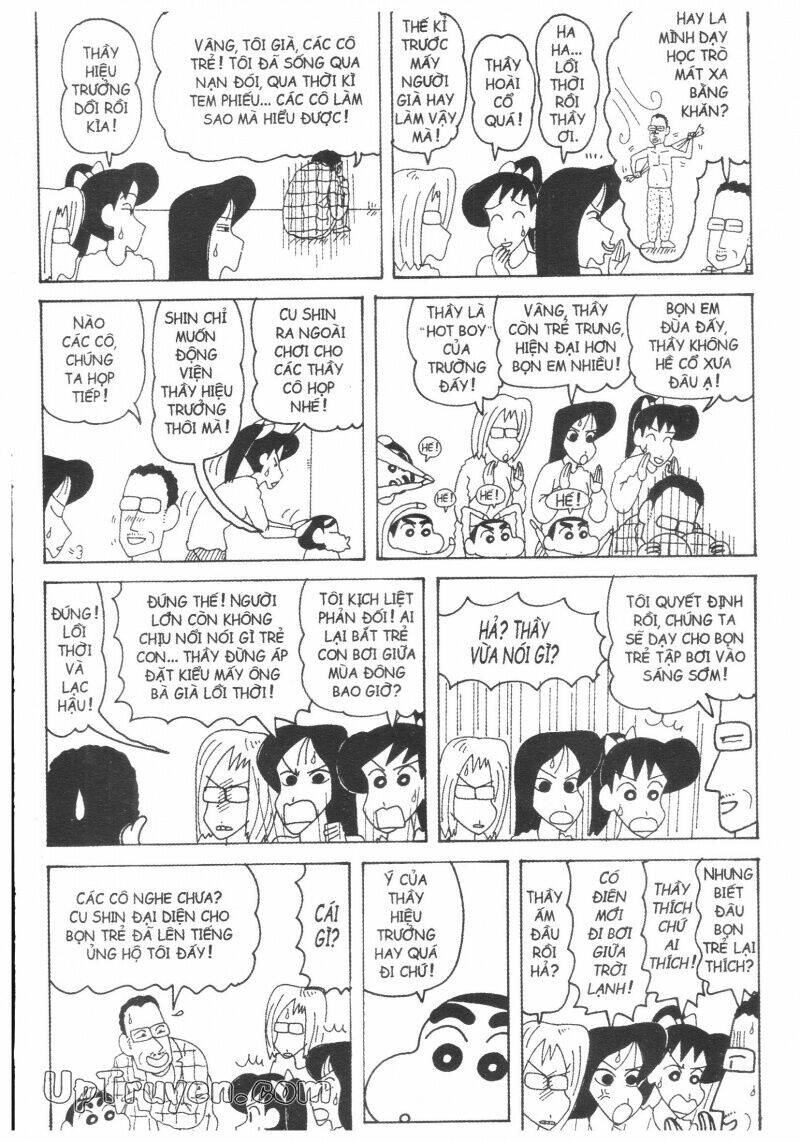 HAY LA
MÌNH DẠY
HỌC TRÒ
MÁT XA
BẰNG
KHĂN?
HA
HA...
LỖI
THỜI
RỒI
THẦY
ƠI.
THẦY
HOÀI
CỔ
QUÁ!
THẾ KỈ
TRƯỚC
MẤY
NGƯỜI
GIÀ HAY
LÀM VẬY
MÀ!
VÂNG, TÔI GIÀ, CÁC CÔ
TRẺ! TÔI ĐÃ SỐNG QUA
NẠN ĐÓI, QUA THỜI KÌ
TEM PHIẾU... CÁC CÔ LÀM
SAO MÀ HIỂU ĐƯỢC!
THẦY
HIỆU
TRƯỞNG
DỖI RỒI
KÌA!
BỌN EM
ĐÙA ĐẤY,
THẦY KHÔNG
HỀ CỔ XƯA
ĐÂU Ạ!
VÂNG, THẦY
CÒN TRẺ TRUNG,
HIỆN ĐẠI HƠN
BỌN EM NHIỀU!
THẦY LÀ
"HOT BOY"
CỦA
TRƯỜNG
ĐẤY!
HÉ!
HÉ!
HÉ!
HÉ!
CU SHIN
RA NGOÀI
CHƠI CHO
CÁC THẦY
CÔ HỌP
NHÉ!
SHIN CHỈ
MUỐN
ĐỘNG
VIÊN
THẦY HIỆU
TRƯỞNG
THÔI MÀ!
NÀO
CÁC CÔ,
CHÚNG
TA HỌP
TIẾP!
TÔI QUYẾT ĐỊNH
RỒI, CHÚNG TA
SẼ DẠY CHO BỌN
TRẺ TẬP BƠI VÀO
SÁNG SỚM!
HẢ? THẦY
VỪA NÓI GÌ?
TÔI KỊCH LIỆT
PHẢN ĐỐI! AI
LẠI BẮT TRẺ
CON BƠI GIỮA
MÙA ĐÔNG
BAO GIỜ?
ĐÚNG THẾ! NGƯỜI
LỚN CÒN KHÔNG
CHỊU NỔI NÓI GÌ TRẺ
CON... THẦY ĐỪNG ÁP
ĐẶT KIỂU MẤY ÔNG
BÀ GIÀ LỖI THỜI!
ĐÚNG!
LỖI
THỜI
VÀ
LẠC
HẬU!
NHƯNG
BIẾT
ĐÂU
BỌN
TRẺ LẠI
THÍCH?
THẦY
THÍCH
CHỨ
AI
THÍCH!
CÓ
ĐIÊN
MỚI
ĐI BƠI
GIỮA
TRỜI
LẠNH!
THẦY
ẤM
ĐẦU
RỒI
HẢ?
Ý CỦA
THẦY
HIỆU
TRƯỞNG
HAY QUÁ
ĐI CHỨ!
CÁI
GÌ?
CÁC CÔ NGHE CHƯA?
CU SHIN ĐẠI DIỆN CHO
BỌN TRẺ ĐÃ LÊN TIẾNG
ỦNG HỘ TÔI ĐẤY!
UpTruyen.com